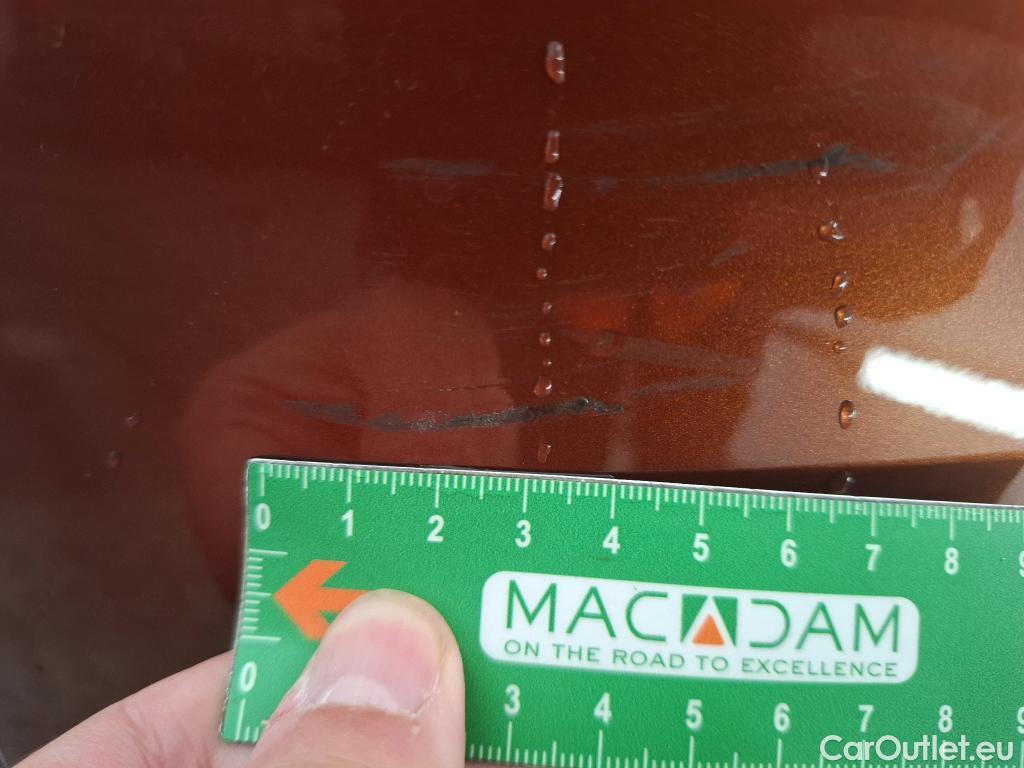 0 1 2 3 4 5 6 7 8 9
MACADAM
ON THE ROAD TO EXCELLENCE
0
3 4 5 6 7 8 9
CarOutlet.eu